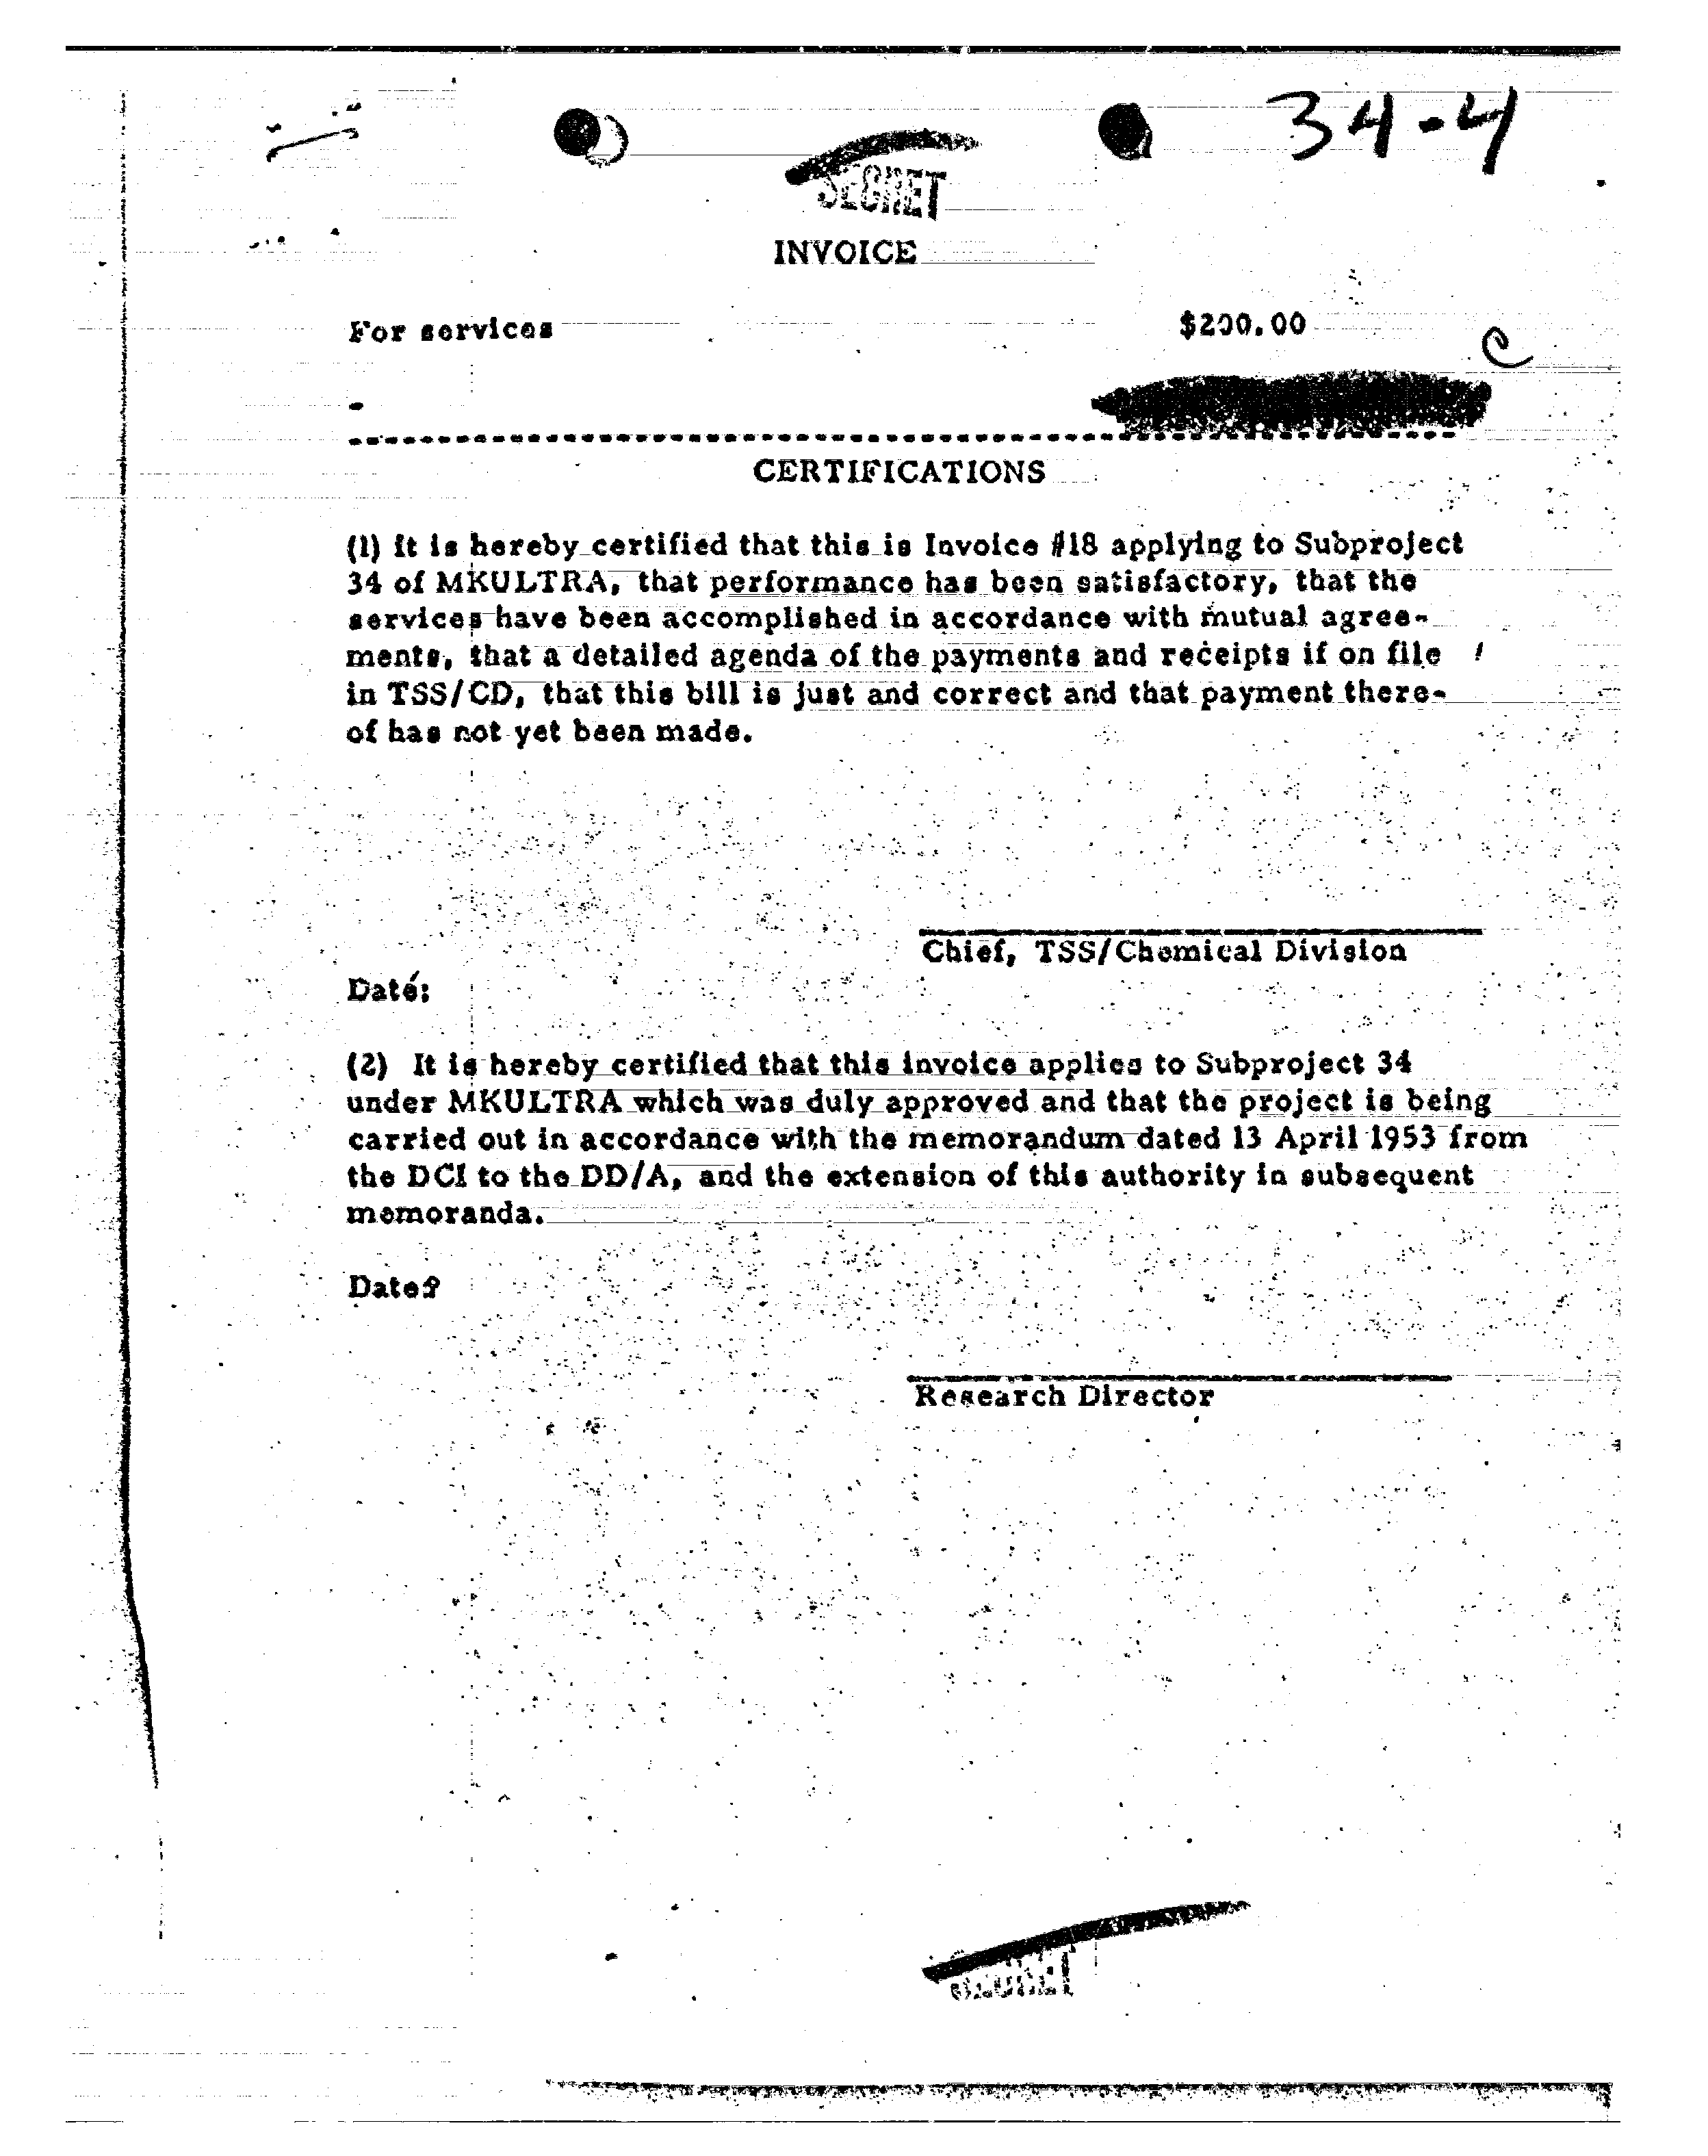 34-4
SECRET
INVOICE
For services $200.00
C
-
CERTIFICATIONS
(1) It is hereby certified that this is Invoice #18 applying to Subproject
34 of MKULTRA, that performance has been satisfactory, that the
services have been accomplished in accordance with mutual agree-
ments, that a detailed agenda of the payments and receipts if on file
in TSS/CD, that this bill is just and correct and that payment there-
of has not yet been made.
Chief, TSS/Chemical Division
Date:
(2) It is hereby certified that this invoice applies to Subproject 34
under MKULTRA which was duly approved and that the project is being
carried out in accordance with the memorandum dated 13 April 1953 from
the DCI to the DD/A, and the extension of this authority in subsequent
memoranda.
Date?
Research Director
SECRET